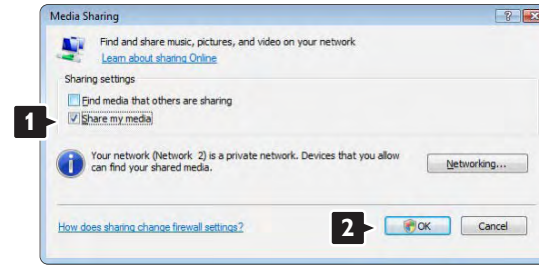 Media Sharing
Find and share music, pictures, and video on your network
Learn about sharing Online
Sharing settings
Find media that others are sharing
1
Share my media
Your network (Network 2) is a private network. Devices that you allow
can find your shared media.
Networking...
How does sharing change firewall settings?
2
OK
Cancel